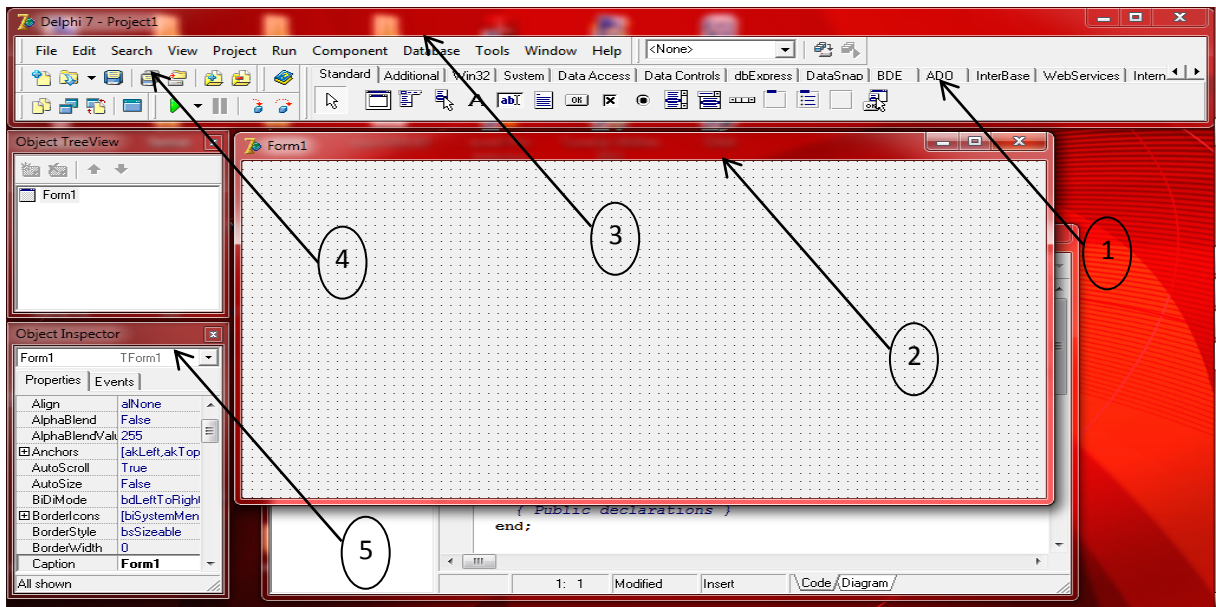 Delphi 7 - Project1
File Edit Search View Project Run Component Database Tools Window Help <None>
Standard Additional Win32 System Data Access Data Controls dbExpress DataSnap BDE ADO InterBase WebServices Intern
A ab OK
OK
Object TreeView
Form1
Form1
Object Inspector
Form1 TForm1
Properties Events
Align alNone
AlphaBlend False
AlphaBlendValu 255
Anchors [akLeft,akTop
AutoScroll True
AutoSize False
BiDiMode bdLeftToRigh
BorderIcons [biSystemMen
BorderStyle bsSizeable
BorderWidth 0
Caption Form1
All shown
{ Public declarations }
end;
1: 1 Modified Insert Code Diagram
1
2
3
4
5